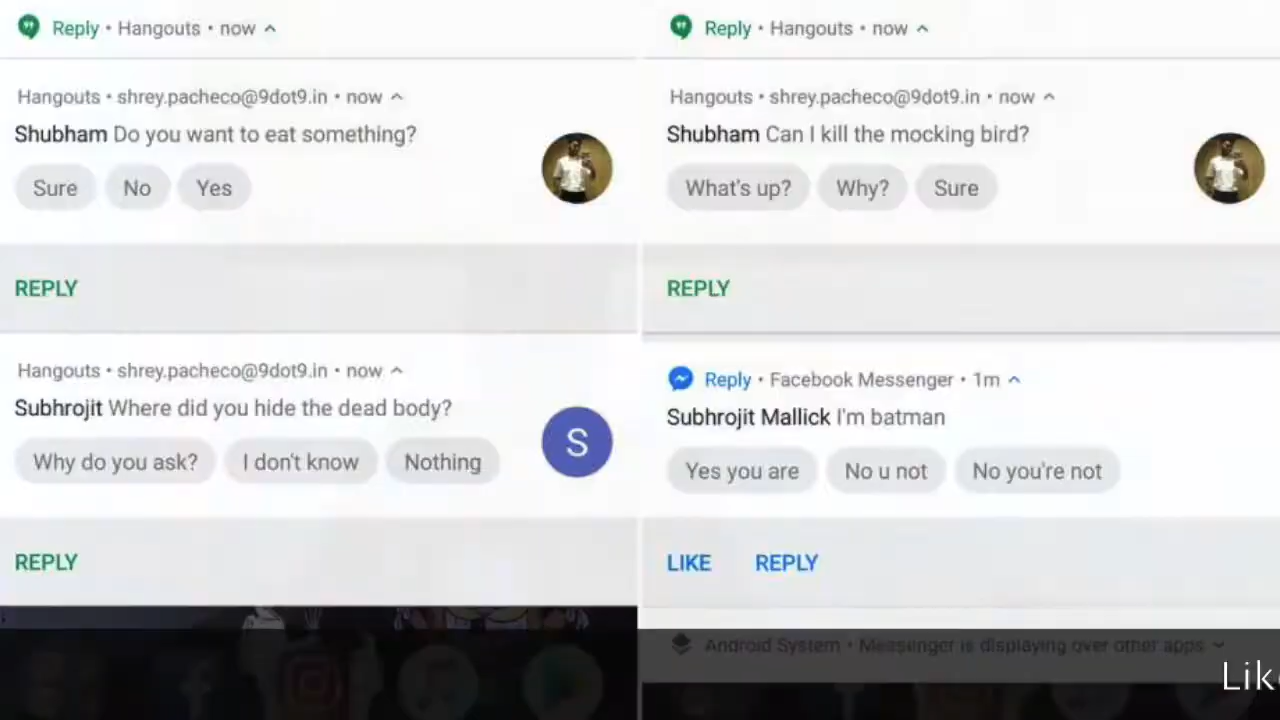 Reply • Hangouts • now
Hangouts • shrey.pacheco@9dot9.in • now
Shubham Do you want to eat something?
Sure No Yes
REPLY
Hangouts • shrey.pacheco@9dot9.in • now
Subhrojit Where did you hide the dead body?
S
Why do you ask? I don't know Nothing
REPLY
Reply • Hangouts • now
Hangouts • shrey.pacheco@9dot9.in • now
Shubham Can I kill the mocking bird?
What's up? Why? Sure
REPLY
Reply • Facebook Messenger • 1m
Subhrojit Mallick I'm batman
Yes you are No u not No you're not
LIKE REPLY
Android System • Messenger is displaying over other apps
Lik